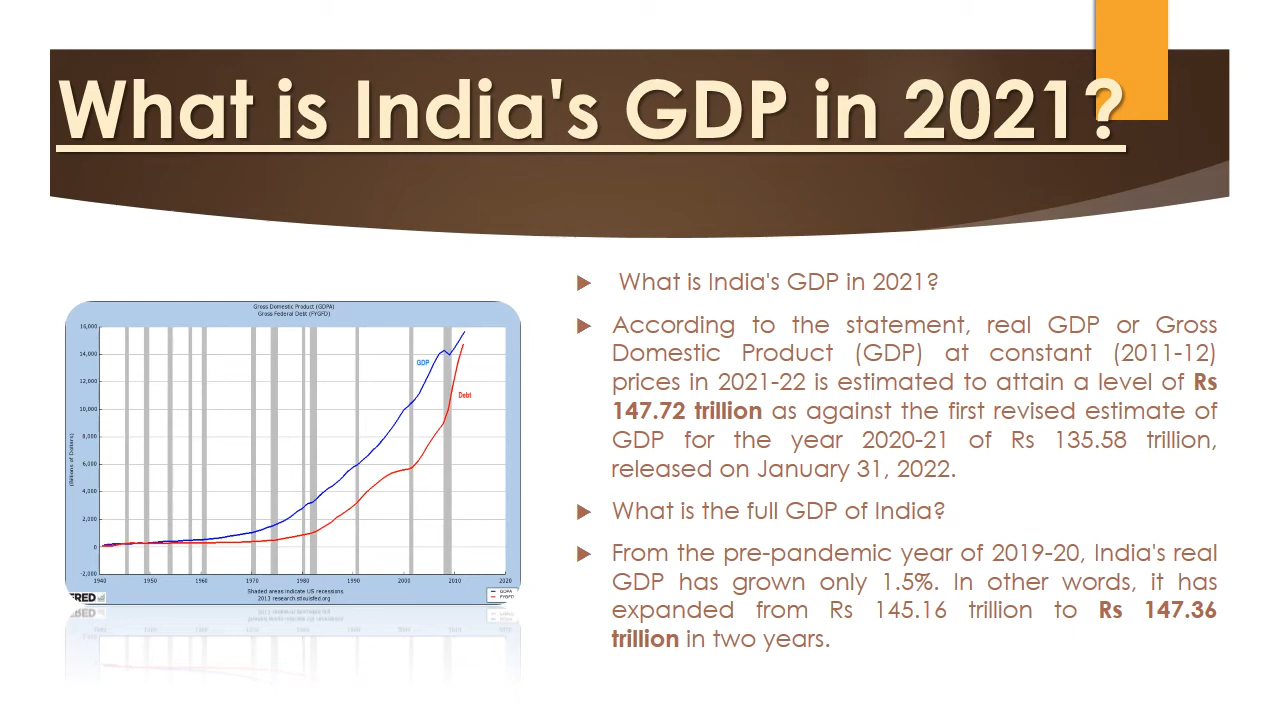 What is India's GDP in 2021?
Gross Domestic Product (GDPA)
Gross Federal Debt (FYGFD)
16,000
14,000
12,000
10,000
8,000
6,000
4,000
2,000
0
-2,000
(Billions of Dollars)
GDP
Debt
1940 1950 1960 1970 1980 1990 2000 2010 2020
Shaded areas indicate US recessions
2013 research.stlouisfed.org
RED
GDPA
FYGFD
What is India's GDP in 2021?
According to the statement, real GDP or Gross
Domestic Product (GDP) at constant (2011-12)
prices in 2021-22 is estimated to attain a level of Rs
147.72 trillion as against the first revised estimate of
GDP for the year 2020-21 of Rs 135.58 trillion,
released on January 31, 2022.
What is the full GDP of India?
From the pre-pandemic year of 2019-20, India's real
GDP has grown only 1.5%. In other words, it has
expanded from Rs 145.16 trillion to Rs 147.36
trillion in two years.